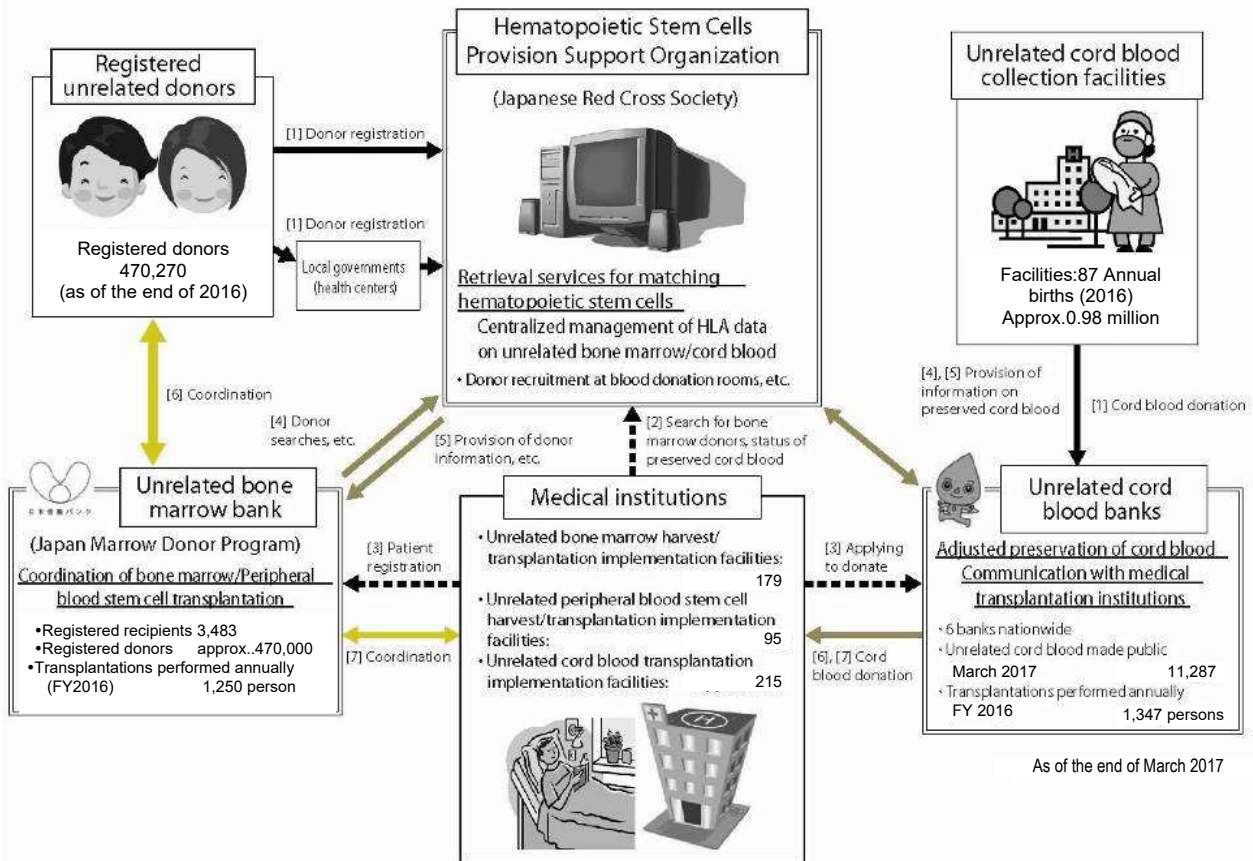 Registered
unrelated donors
Registered donors
470,270
(as of the end of 2016)
[1] Donor registration
[1] Donor registration
Local governments
(health centers)
Hematopoietic Stem Cells
Provision Support Organization
(Japanese Red Cross Society)
Retrieval services for matching
hematopoietic stem cells
Centralized management of HLA data
on unrelated bone marrow/cord blood
・Donor recruitment at blood donation rooms, etc.
Unrelated cord blood
collection facilities
H
Facilities:87 Annual
births (2016)
Approx.0.98 million
[6] Coordination
[4] Donor
searches, etc.
[5] Provision of donor
information, etc.
[2] Search for bone
marrow donors, status of
preserved cord blood
[4], [5] Provision of
information on
preserved cord blood
[1] Cord blood donation
日本骨髄バンク
Unrelated bone
marrow bank
(Japan Marrow Donor Program)
Coordination of bone marrow/Peripheral
blood stem cell transplantation
•Registered recipients 3,483
•Registered donors approx..470,000
•Transplantations performed annually
(FY2016) 1,250 person
[3] Patient
registration
[7] Coordination
Medical institutions
・Unrelated bone marrow harvest/
transplantation implementation facilities:
179
・Unrelated peripheral blood stem cell
harvest/transplantation implementation
facilities: 95
・Unrelated cord blood transplantation
implementation facilities: 215
H
[3] Applying
to donate
[6], [7] Cord
blood donation
Unrelated cord
blood banks
Adjusted preservation of cord blood
Communication with medical
transplantation institutions
・6 banks nationwide
・Unrelated cord blood made public
March 2017 11,287
・Transplantations performed annually
FY 2016 1,347 persons
As of the end of March 2017